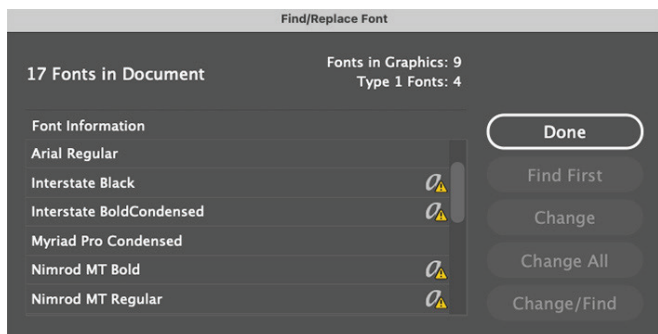 Find/Replace Font
17 Fonts in Document
Fonts in Graphics: 9
Type 1 Fonts: 4
Font Information
Arial Regular
Interstate Black
Interstate BoldCondensed
Myriad Pro Condensed
Nimrod MT Bold
Nimrod MT Regular
Done
Find First
Change
Change All
Change/Find